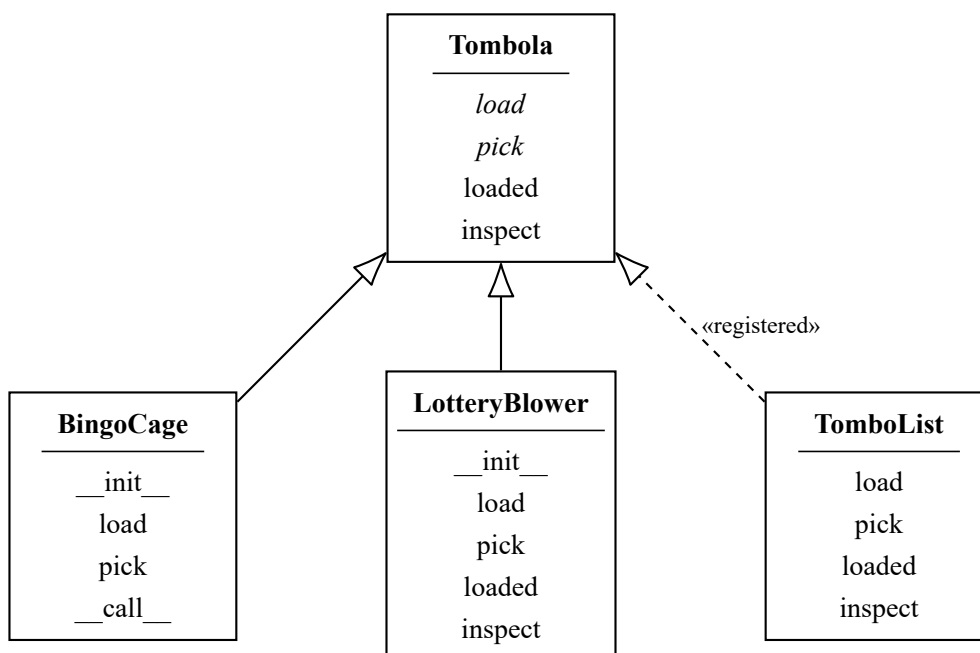 Tombola
load
pick
loaded
inspect
«registered»
BingoCage
__init__
load
pick
__call__
LotteryBlower
__init__
load
pick
loaded
inspect
TomboList
load
pick
loaded
inspect